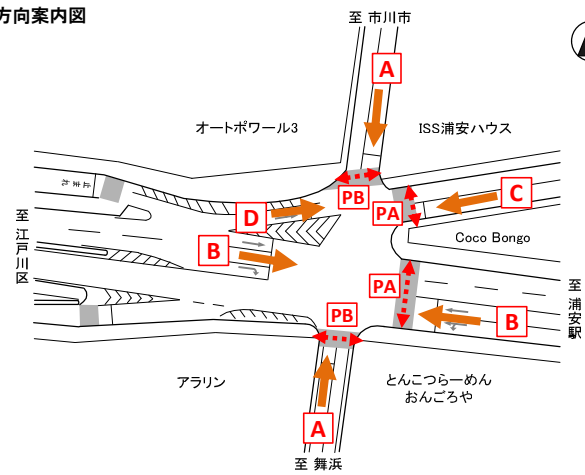 方向案内図
至 市川市
A
オートポワール3
ISS浦安ハウス
止まれ
PB
C
D
PA
至 江戸川区
B
Coco Bongo
PA
至 浦安駅
PB
B
アラリン
とんこつらーめん
おんごろや
A
至 舞浜